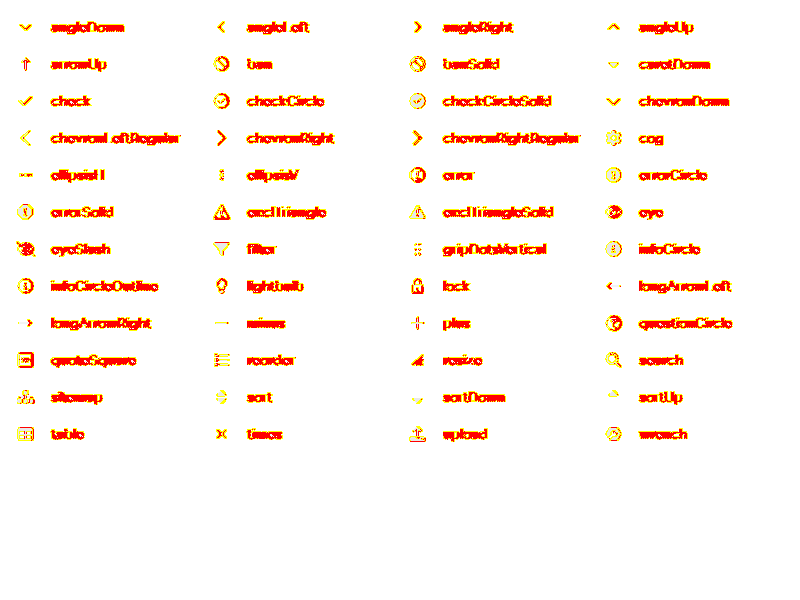 angleDown angleLeft angleRight angleUp
arrowUp ban banSolid caretDown
check checkCircle checkCircleSolid chevronDown
chevronLeftRegular chevronRight chevronRightRegular cog
ellipsisH ellipsisV error errorCircle
errorSolid exclTriangle exclTriangleSolid eye
eyeSlash filter gripDotsVertical infoCircle
infoCircleOutline lightbulb lock longArrowLeft
longArrowRight minus plus questionCircle
quoteSquare reorder resize search
sitemap sort sortDown sortUp
table times upload wrench